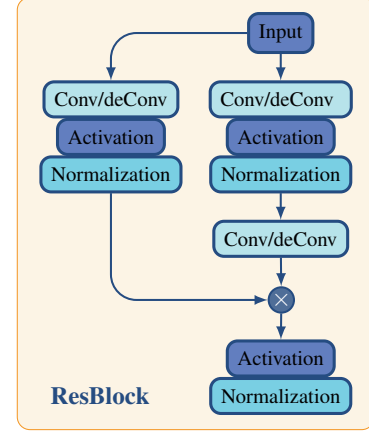 Input
Conv/deConv
Activation
Normalization
Conv/deConv
Activation
Normalization
Conv/deConv
×
Activation
Normalization
ResBlock